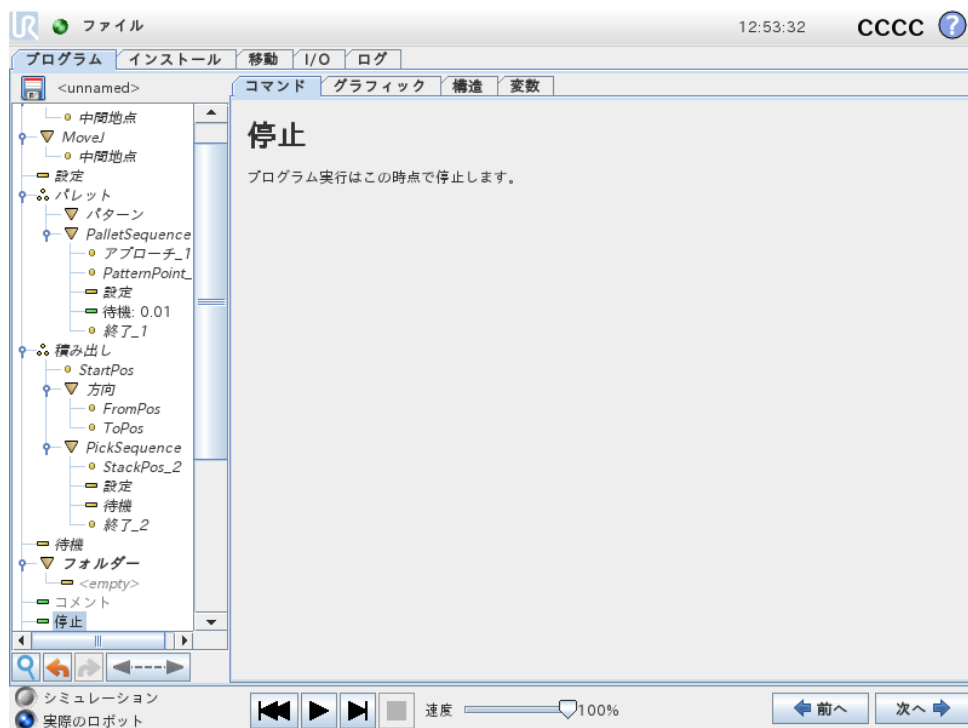 UR ファイル 12:53:32 CCCC ?
プログラム インストール 移動 I/O ログ
<unnamed>
コマンド グラフィック 構造 変数
中間地点
MoveJ
中間地点
設定
パレット
パターン
PalletSequence
アプローチ_1
PatternPoint_
設定
待機: 0.01
終了_1
積み出し
StartPos
方向
FromPos
ToPos
PickSequence
StackPos_2
設定
待機
終了_2
待機
フォルダー
<empty>
コメント
停止
停止
プログラム実行はこの時点で停止します。
シミュレーション
実際のロボット
速度 100%
前へ 次へ